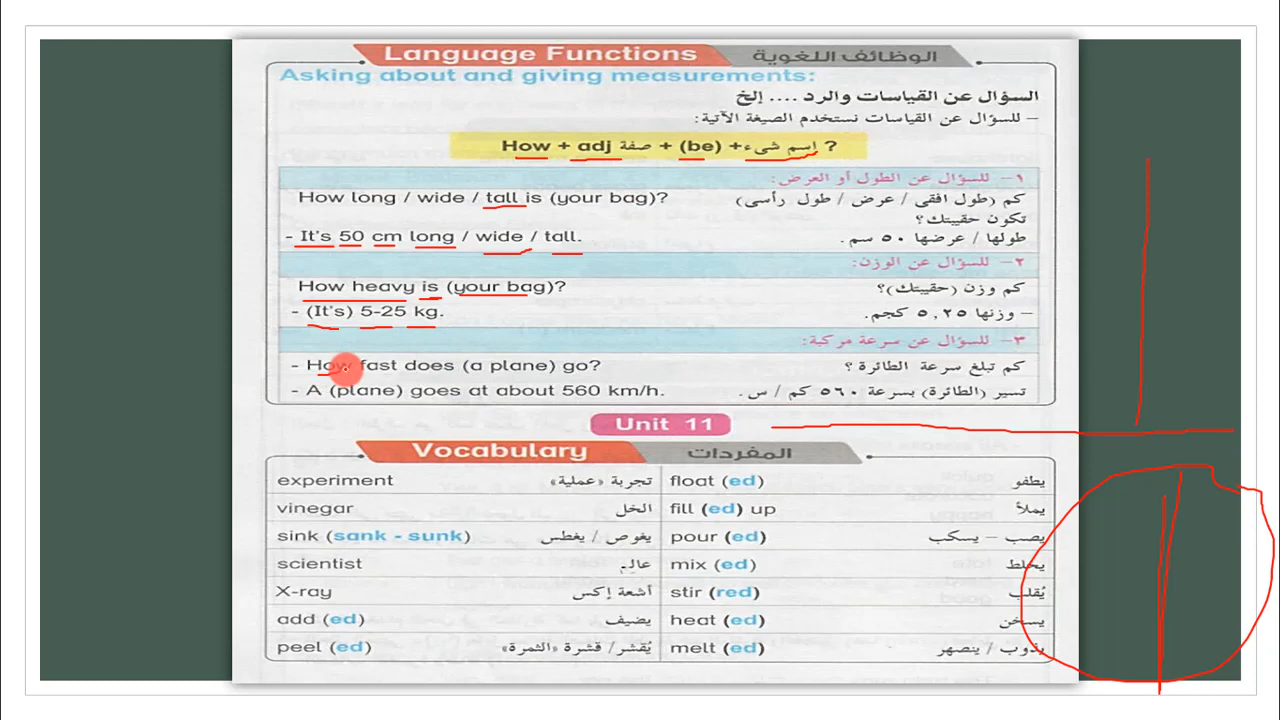 Language Functions الوظائف اللغوية
Asking about and giving measurements:
السؤال عن القياسات والرد .... إلخ
– للسؤال عن القياسات نستخدم الصيغة الآتية:
How + adj صفة + (be) + اسم شىء ?
١- للسؤال عن الطول أو العرض:
How long / wide / tall is (your bag)? كم (طول افقى / عرض / طول رأسى)
تكون حقيبتك؟
- It's 50 cm long / wide / tall. طولها / عرضها ٥٠ سم.
٢- للسؤال عن الوزن:
How heavy is (your bag)? كم وزن (حقيبتك)؟
- (It's) 5-25 kg. – وزنها ٥,٢٥ كجم.
٣- للسؤال عن سرعة مركبة:
- How fast does (a plane) go? كم تبلغ سرعة الطائرة ؟
- A (plane) goes at about 560 km/h. تسير (الطائرة) بسرعة ٥٦٠ كم / س.
Unit 11
Vocabulary المفردات
experiment تجربة «عملية» float (ed) يطفو
vinegar الخل fill (ed) up يملأ
sink (sank - sunk) يغوص / يغطس pour (ed) يصب – يسكب
scientist عالِم mix (ed) يخلط
X-ray أشعة إكس stir (red) يُقلب
add (ed) يضيف heat (ed) يسخن
peel (ed) يُقشر/ قشرة «الثمرة» melt (ed) يذوب / ينصهر